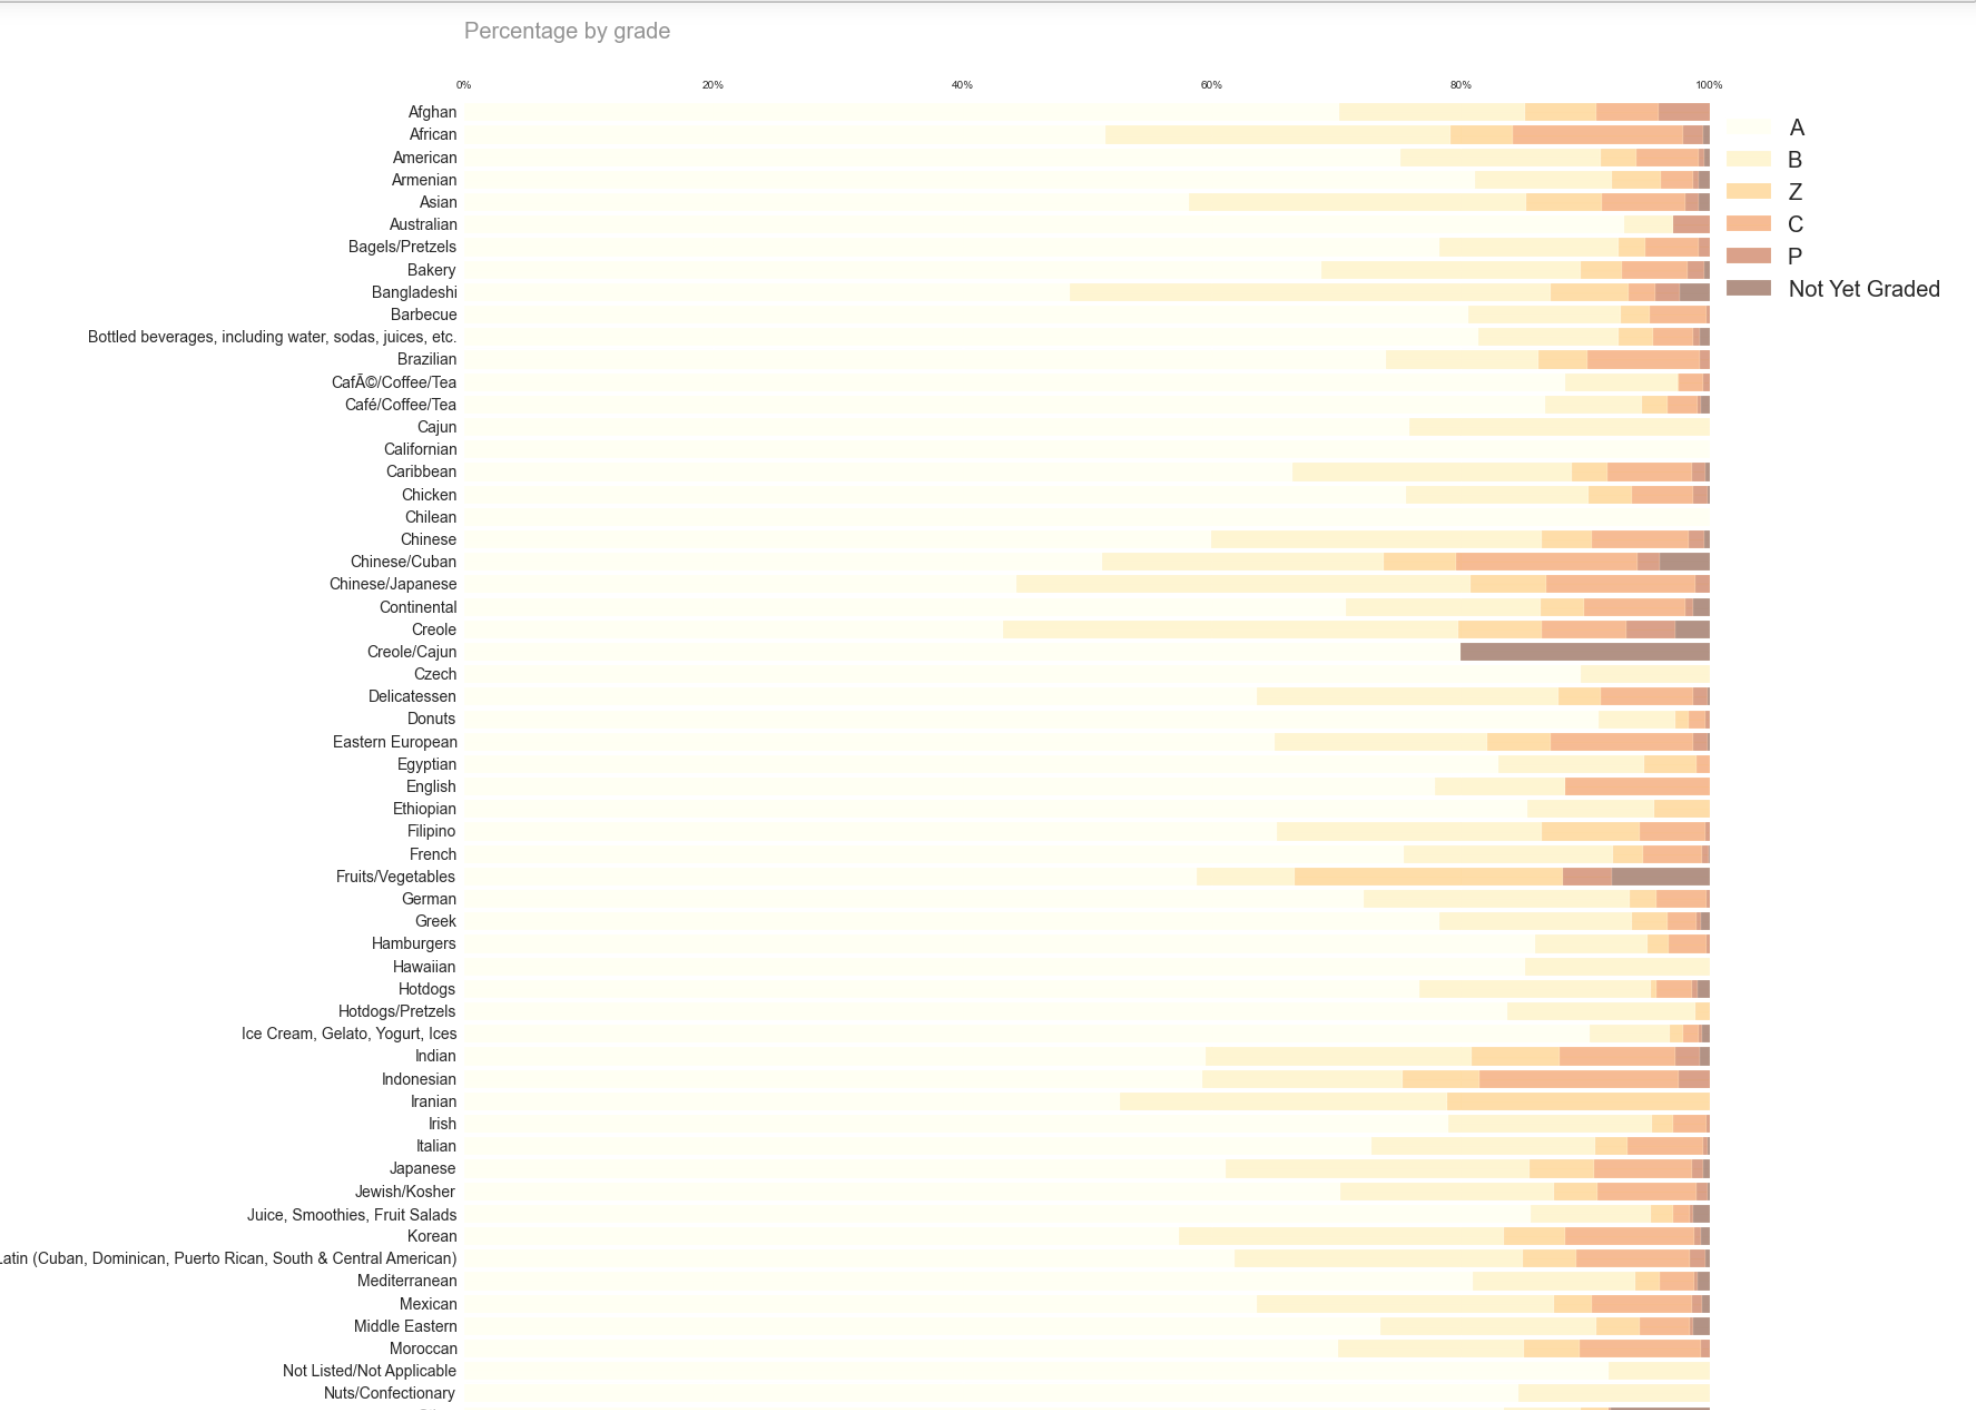 Percentage by grade
0% 20% 40% 60% 80% 100%
Afghan
African
American
Armenian
Asian
Australian
Bagels/Pretzels
Bakery
Bangladeshi
Barbecue
Bottled beverages, including water, sodas, juices, etc.
Brazilian
CafÃ©/Coffee/Tea
Café/Coffee/Tea
Cajun
Californian
Caribbean
Chicken
Chilean
Chinese
Chinese/Cuban
Chinese/Japanese
Continental
Creole
Creole/Cajun
Czech
Delicatessen
Donuts
Eastern European
Egyptian
English
Ethiopian
Filipino
French
Fruits/Vegetables
German
Greek
Hamburgers
Hawaiian
Hotdogs
Hotdogs/Pretzels
Ice Cream, Gelato, Yogurt, Ices
Indian
Indonesian
Iranian
Irish
Italian
Japanese
Jewish/Kosher
Juice, Smoothies, Fruit Salads
Korean
Latin (Cuban, Dominican, Puerto Rican, South & Central American)
Mediterranean
Mexican
Middle Eastern
Moroccan
Not Listed/Not Applicable
Nuts/Confectionary
A
B
Z
C
P
Not Yet Graded